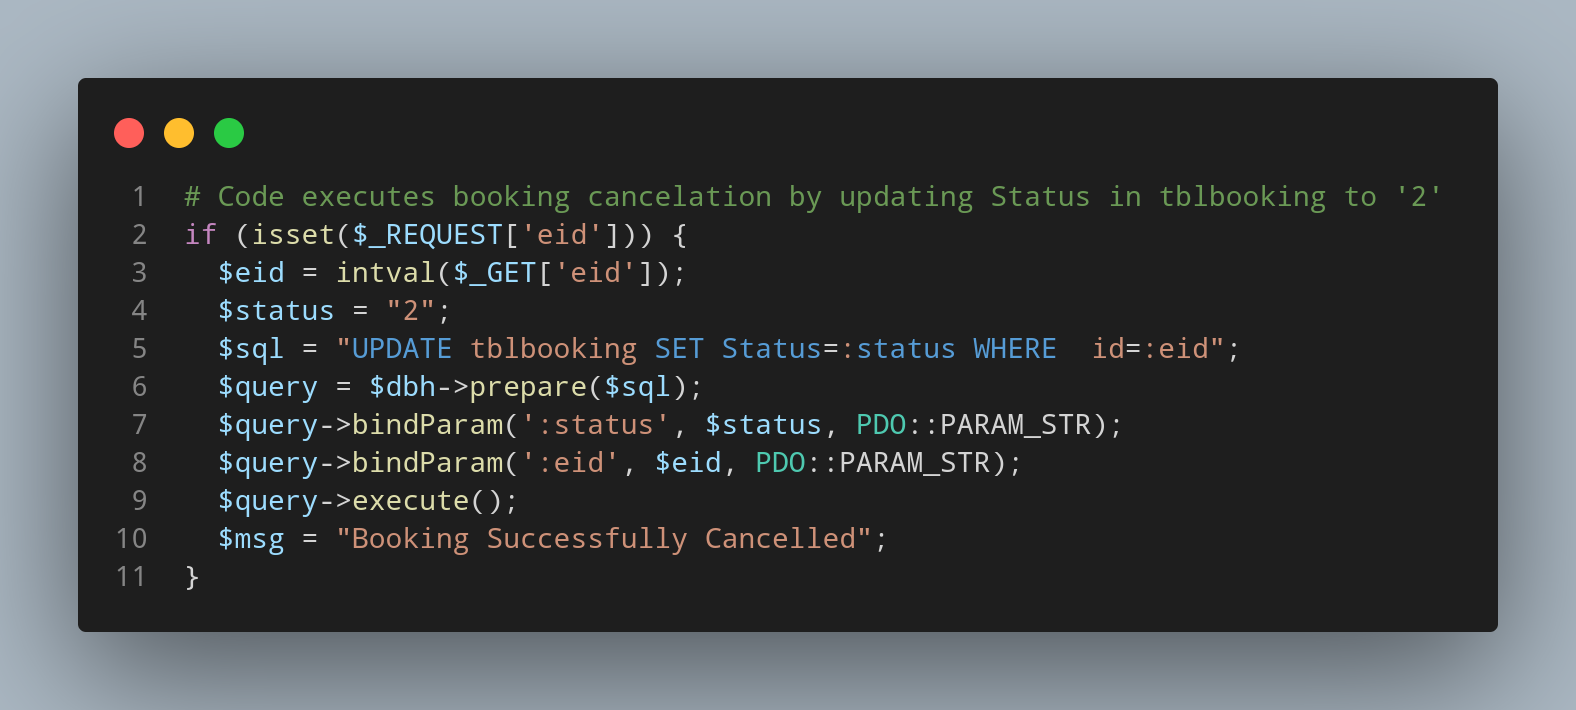 1 # Code executes booking cancelation by updating Status in tblbooking to '2'
2 if (isset($_REQUEST['eid'])) {
3   $eid = intval($_GET['eid']);
4   $status = "2";
5   $sql = "UPDATE tblbooking SET Status=:status WHERE  id=:eid";
6   $query = $dbh->prepare($sql);
7   $query->bindParam(':status', $status, PDO::PARAM_STR);
8   $query->bindParam(':eid', $eid, PDO::PARAM_STR);
9   $query->execute();
10   $msg = "Booking Successfully Cancelled";
11 }